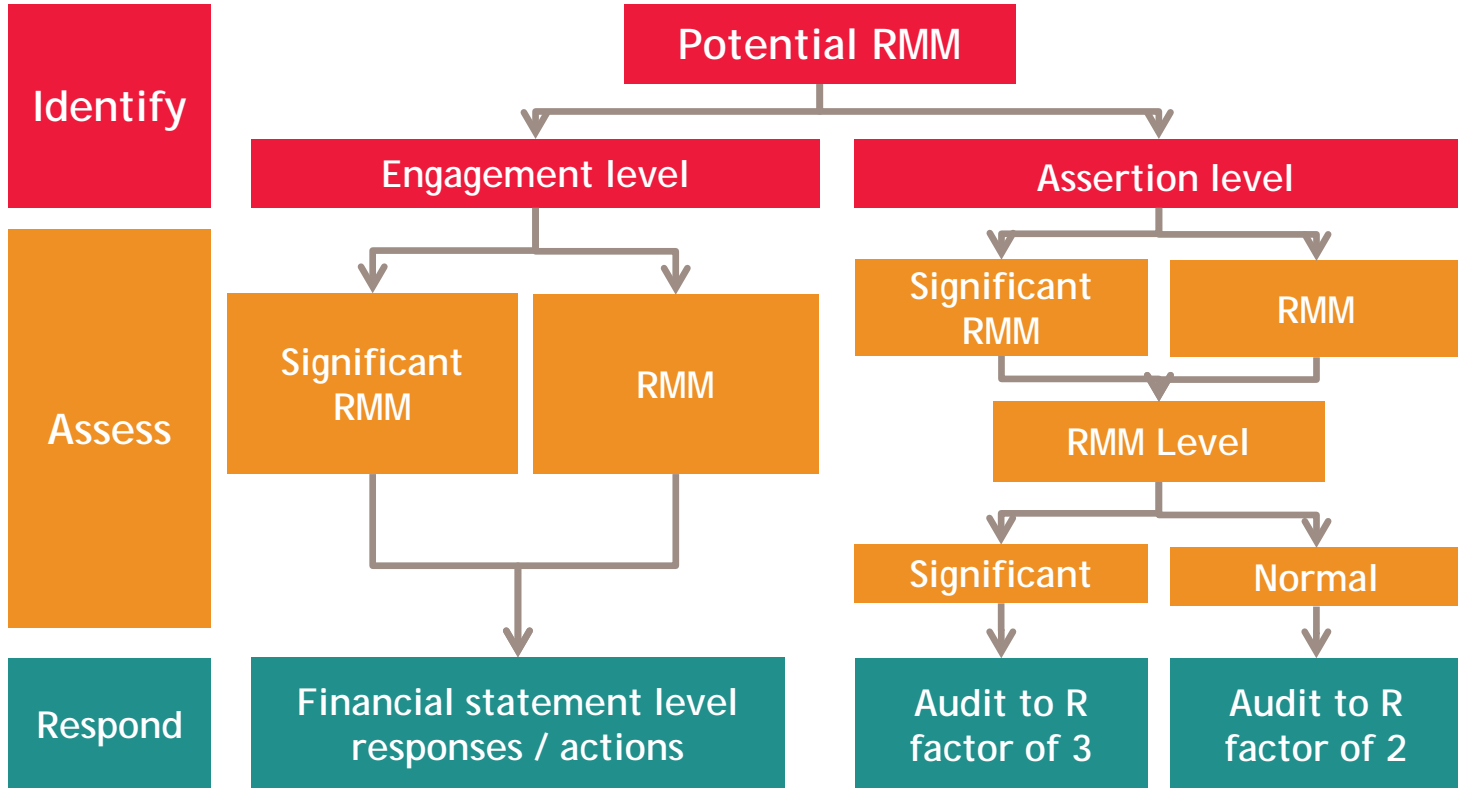 Identify
Potential RMM
Engagement level
Assertion level
Assess
Significant
RMM
RMM
Significant
RMM
RMM
RMM Level
Significant
Normal
Respond
Financial statement level
responses / actions
Audit to R
factor of 3
Audit to R
factor of 2